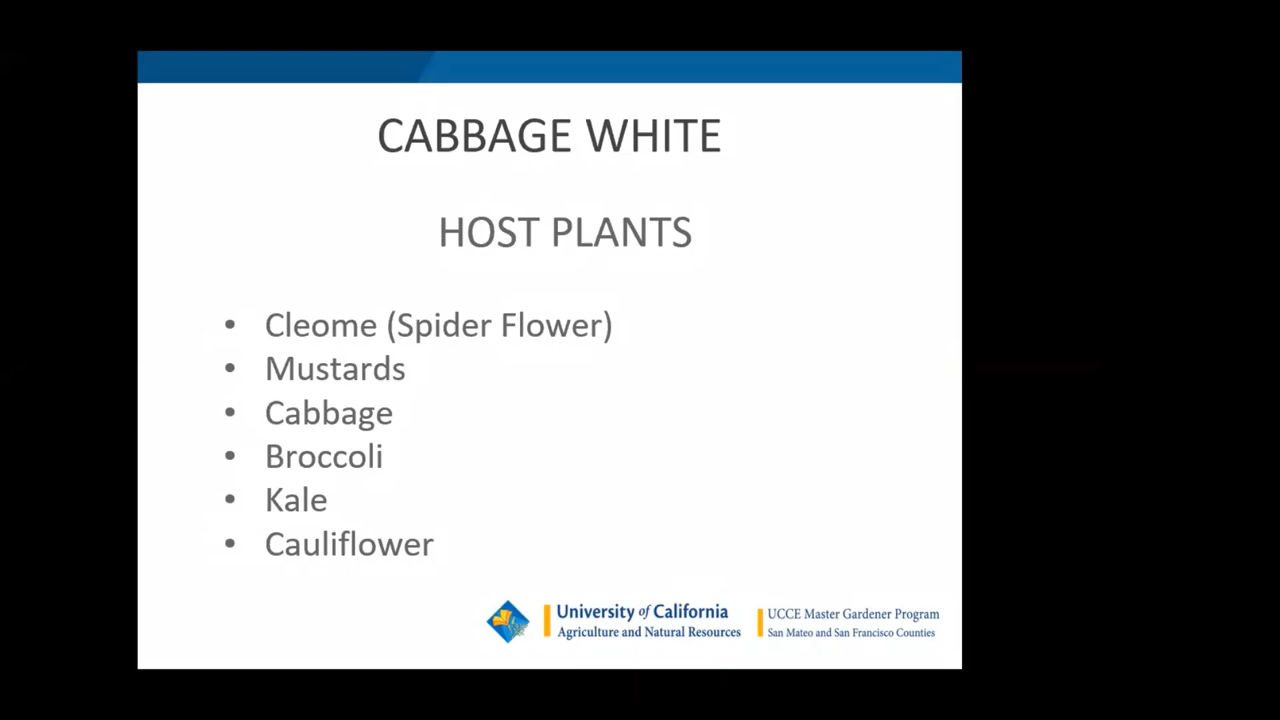 CABBAGE WHITE
HOST PLANTS
• Cleome (Spider Flower)
• Mustards
• Cabbage
• Broccoli
• Kale
• Cauliflower
University of California
Agriculture and Natural Resources
UCCE Master Gardener Program
San Mateo and San Francisco Counties